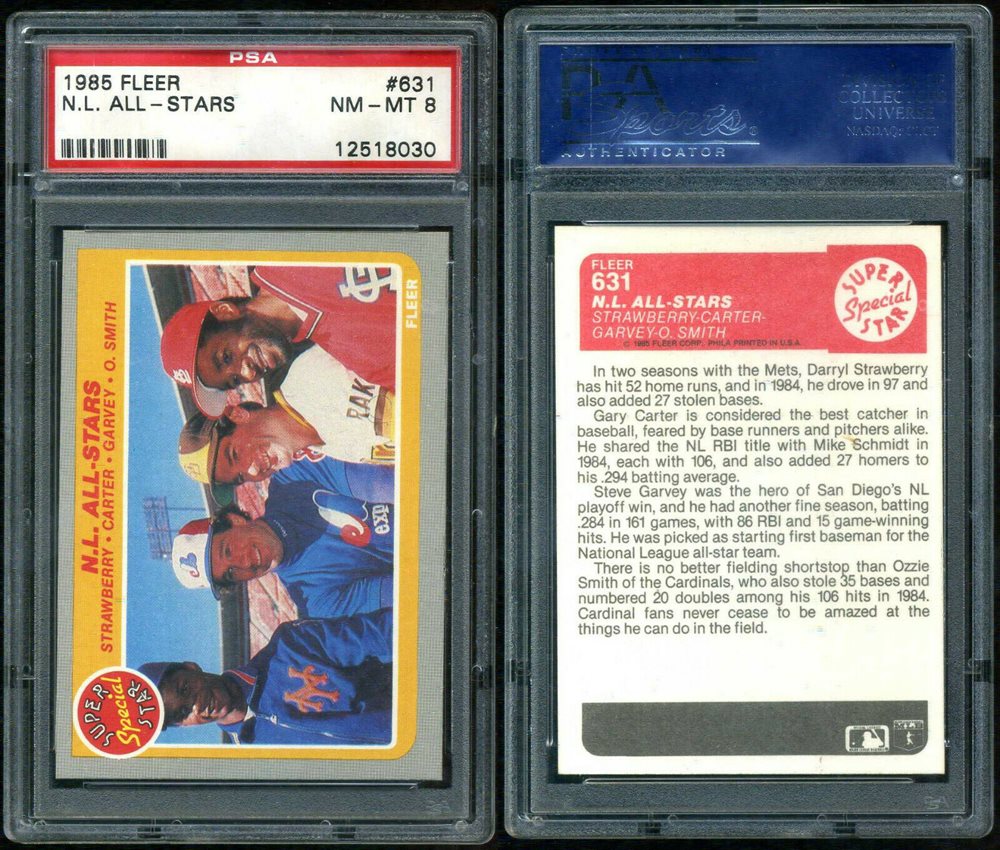 PSA
1985 FLEER #631
N.L. ALL-STARS NM-MT 8
12518030
N.L. ALL-STARS
STRAWBERRY • CARTER • GARVEY • O. SMITH
FLEER
SUPER
Special
STAR
RAK
expo
PSA
Sports®
AUTHENTICATOR
COLLECTORS
UNIVERSE
NASDAQ: CLCT
FLEER
631
N.L. ALL-STARS
STRAWBERRY-CARTER-
GARVEY-O. SMITH
© 1985 FLEER CORP. PHILA PRINTED IN U.S.A.
SUPER
Special
STAR
In two seasons with the Mets, Darryl Strawberry
has hit 52 home runs, and in 1984, he drove in 97 and
also added 27 stolen bases.
Gary Carter is considered the best catcher in
baseball, feared by base runners and pitchers alike.
He shared the NL RBI title with Mike Schmidt in
1984, each with 106, and also added 27 homers to
his .294 batting average.
Steve Garvey was the hero of San Diego's NL
playoff win, and he had another fine season, batting
.284 in 161 games, with 86 RBI and 15 game-winning
hits. He was picked as starting first baseman for the
National League all-star team.
There is no better fielding shortstop than Ozzie
Smith of the Cardinals, who also stole 35 bases and
numbered 20 doubles among his 106 hits in 1984.
Cardinal fans never cease to be amazed at the
things he can do in the field.